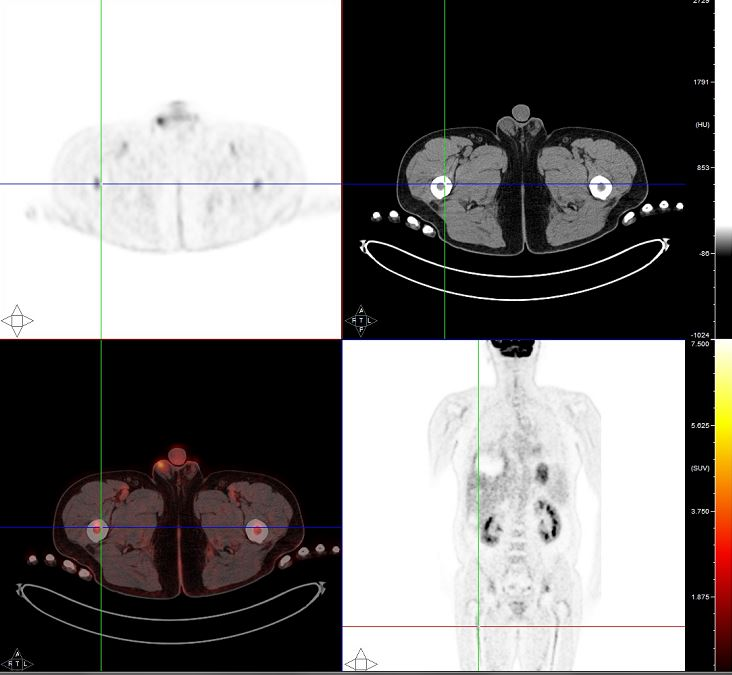 2729
1791
(HU)
853
-86
-1024
A
R T L
P
7.500
5.625
(SUV)
3.750
1.875
A
R T L